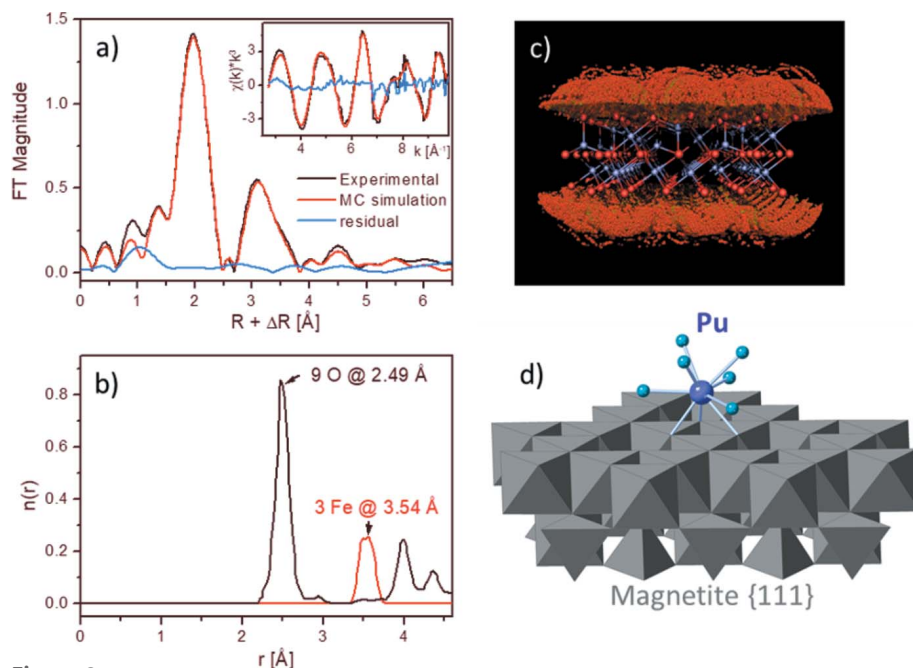 a)
FT Magnitude
1.5
1.0
0.5
0.0
0 1 2 3 4 5 6
R + ΔR [Å]
χ(k)*k³
3
0
-3
4 6 8
k [Å⁻¹]
Experimental
MC simulation
residual
b)
n(r)
0.8
0.6
0.4
0.2
0.0
0 1 2 3 4
r [Å]
9 O @ 2.49 Å
3 Fe @ 3.54 Å
c)
d)
Pu
Magnetite {111}